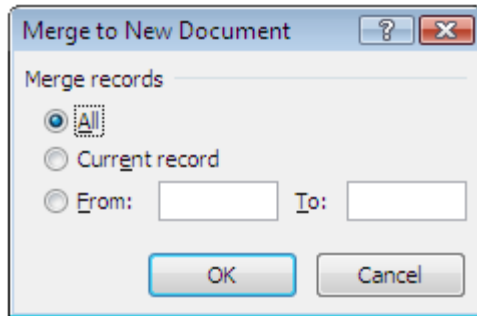 Merge to New Document ?
Merge records
All
Current record
From: To:
OK Cancel